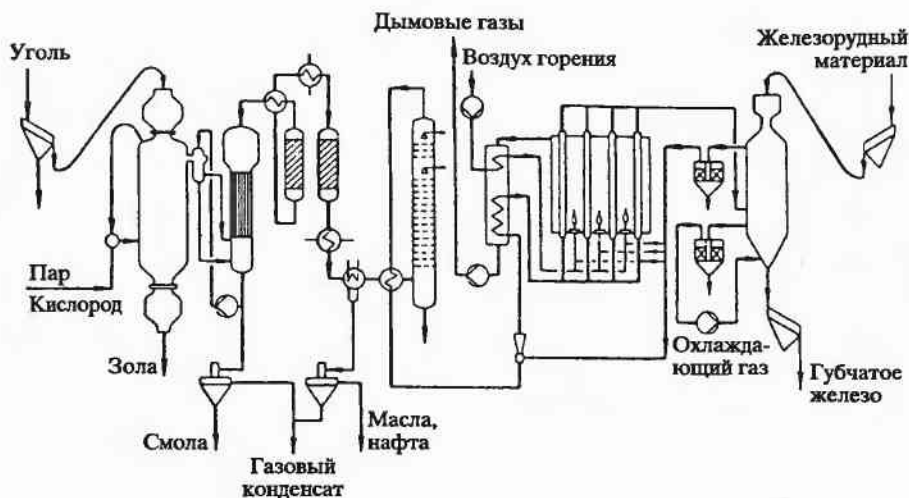 Дымовые газы
Уголь
Воздух горения
Железорудный
материал
Пар
Кислород
Зола
Охлажда-
ющий газ
Губчатое
железо
Смола
Масла,
нафта
Газовый
конденсат